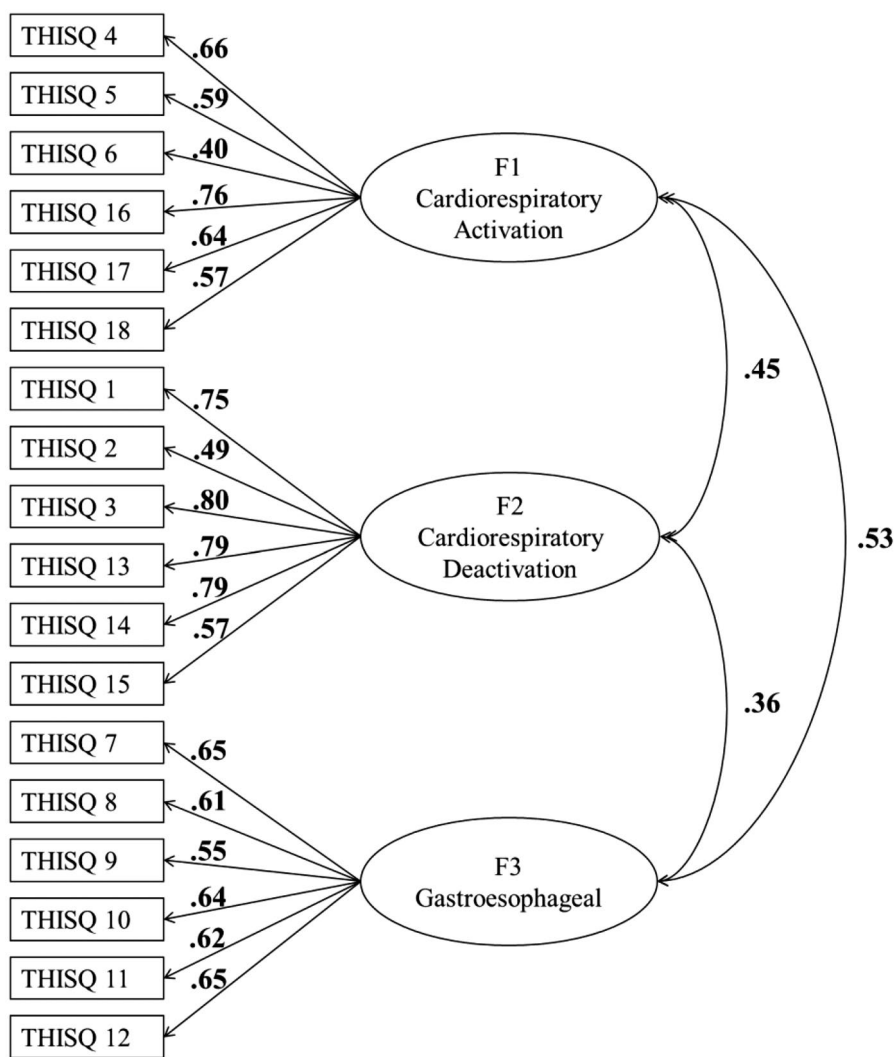 THISQ 4
.66
THISQ 5
.59
THISQ 6
.40
THISQ 16
.76
THISQ 17
.64
THISQ 18
.57
F1
Cardiorespiratory
Activation
.45
THISQ 1
.75
THISQ 2
.49
THISQ 3
.80
THISQ 13
.79
THISQ 14
.79
THISQ 15
.57
F2
Cardiorespiratory
Deactivation
.53
.36
THISQ 7
.65
THISQ 8
.61
THISQ 9
.55
THISQ 10
.64
THISQ 11
.62
THISQ 12
.65
F3
Gastroesophageal